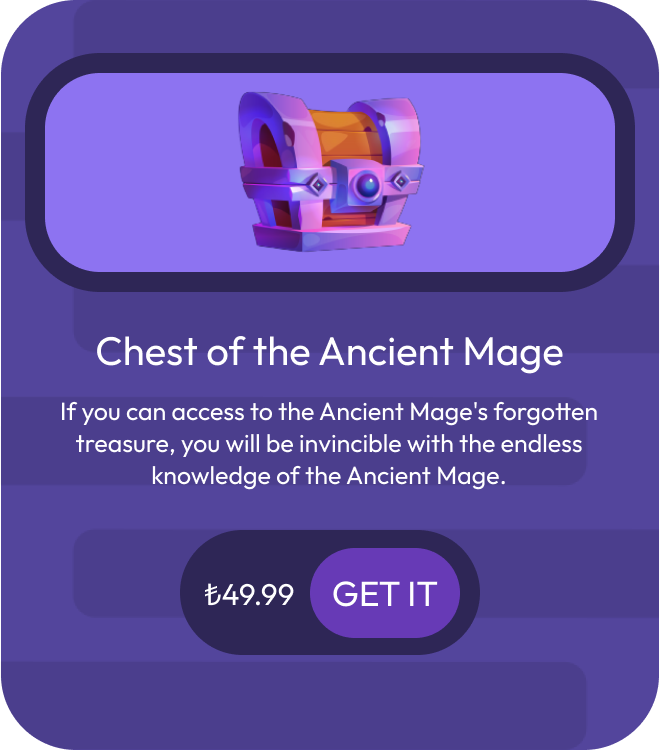 Chest of the Ancient Mage
If you can access to the Ancient Mage's forgotten
treasure, you will be invincible with the endless
knowledge of the Ancient Mage.
₺49.99 GET IT